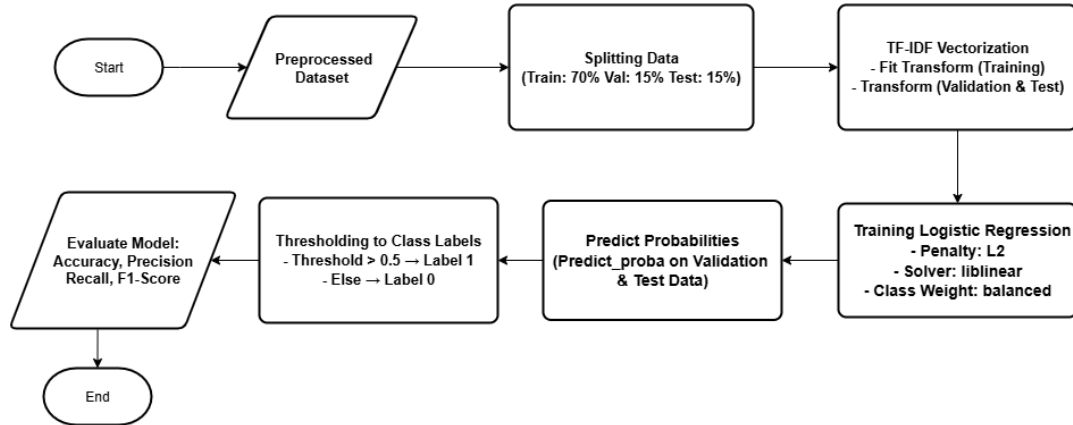 Start
Preprocessed
Dataset
Splitting Data
(Train: 70% Val: 15% Test: 15%)
TF-IDF Vectorization
- Fit Transform (Training)
- Transform (Validation & Test)
Training Logistic Regression
- Penalty: L2
- Solver: liblinear
- Class Weight: balanced
Predict Probabilities
(Predict_proba on Validation
& Test Data)
Thresholding to Class Labels
- Threshold > 0.5 → Label 1
- Else → Label 0
Evaluate Model:
Accuracy, Precision
Recall, F1-Score
End